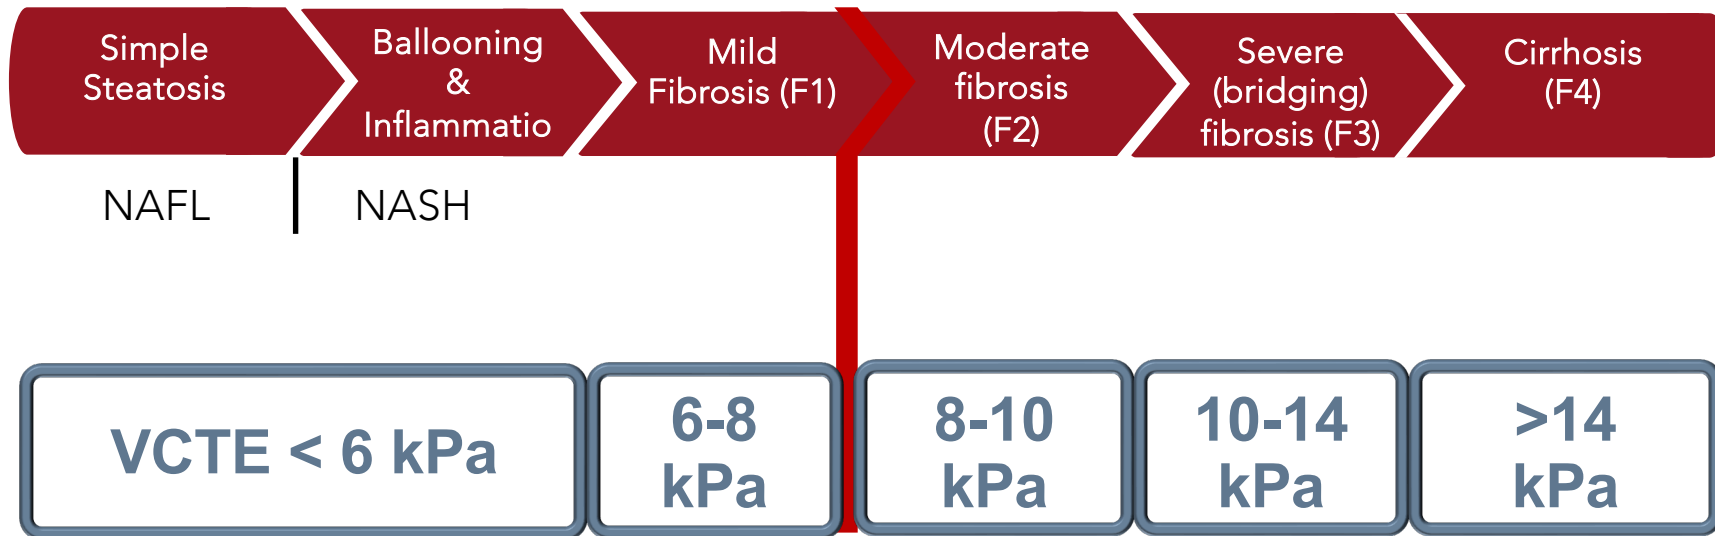 Simple
Steatosis
Ballooning
&
Inflammatio
Mild
Fibrosis (F1)
Moderate
fibrosis
(F2)
Severe
(bridging)
fibrosis (F3)
Cirrhosis
(F4)
NAFL
NASH
VCTE < 6 kPa
6-8
kPa
8-10
kPa
10-14
kPa
>14
kPa